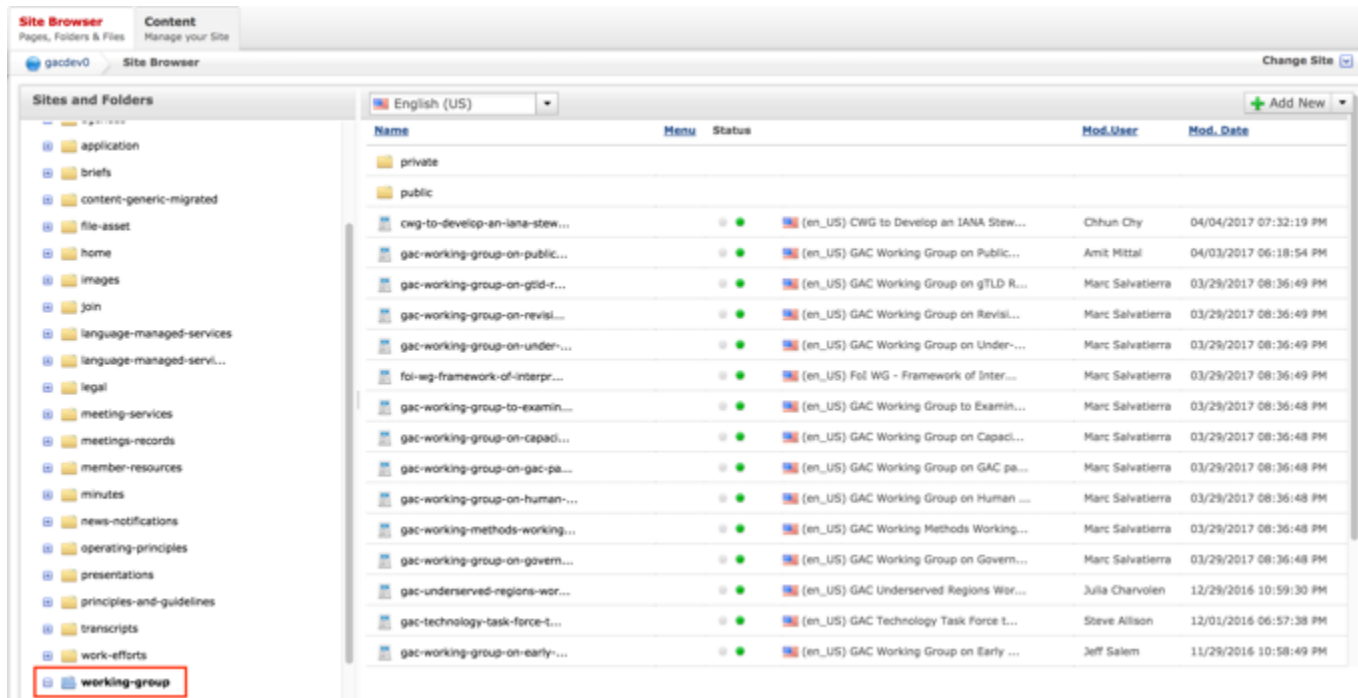 Site Browser
Pages, Folders & Files
Content
Manage your Site
gacdev0
Site Browser
Change Site
Sites and Folders
application
briefs
content-generic-migrated
file-asset
home
images
join
language-managed-services
language-managed-servi...
legal
meeting-services
meetings-records
member-resources
minutes
news-notifications
operating-principles
presentations
principles-and-guidelines
transcripts
work-efforts
working-group
English (US)
Add New
Name Menu Status Mod.User Mod. Date
private
public
cwg-to-develop-an-iana-stew... (en_US) CWG to Develop an IANA Stew... Chhun Chy 04/04/2017 07:32:19 PM
gac-working-group-on-public... (en_US) GAC Working Group on Public... Amit Mittal 04/03/2017 06:18:54 PM
gac-working-group-on-gtld-r... (en_US) GAC Working Group on gTLD R... Marc Salvatierra 03/29/2017 08:36:49 PM
gac-working-group-on-revisi... (en_US) GAC Working Group on Revisi... Marc Salvatierra 03/29/2017 08:36:49 PM
gac-working-group-on-under-... (en_US) GAC Working Group on Under-... Marc Salvatierra 03/29/2017 08:36:49 PM
foi-wg-framework-of-interpr... (en_US) FoI WG - Framework of Inter... Marc Salvatierra 03/29/2017 08:36:49 PM
gac-working-group-to-examin... (en_US) GAC Working Group to Examin... Marc Salvatierra 03/29/2017 08:36:48 PM
gac-working-group-on-capaci... (en_US) GAC Working Group on Capaci... Marc Salvatierra 03/29/2017 08:36:48 PM
gac-working-group-on-gac-pa... (en_US) GAC Working Group on GAC pa... Marc Salvatierra 03/29/2017 08:36:48 PM
gac-working-group-on-human-... (en_US) GAC Working Group on Human ... Marc Salvatierra 03/29/2017 08:36:48 PM
gac-working-methods-working... (en_US) GAC Working Methods Working... Marc Salvatierra 03/29/2017 08:36:48 PM
gac-working-group-on-govern... (en_US) GAC Working Group on Govern... Marc Salvatierra 03/29/2017 08:36:48 PM
gac-underserved-regions-wor... (en_US) GAC Underserved Regions Wor... Julia Charvolen 12/29/2016 10:59:30 PM
gac-technology-task-force-t... (en_US) GAC Technology Task Force t... Steve Allison 12/01/2016 06:57:38 PM
gac-working-group-on-early-... (en_US) GAC Working Group on Early ... Jeff Salem 11/29/2016 10:58:49 PM